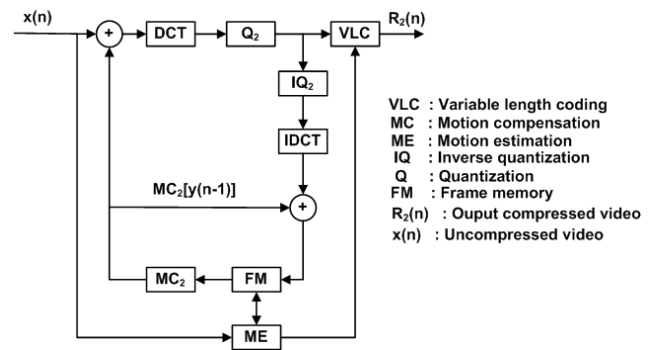 x(n)
R₂(n)
+
DCT
Q₂
VLC
IQ₂
IDCT
MC₂[y(n-1)]
+
MC₂
FM
ME
VLC : Variable length coding
MC : Motion compensation
ME : Motion estimation
IQ : Inverse quantization
Q : Quantization
FM : Frame memory
R₂(n) : Ouput compressed video
x(n) : Uncompressed video